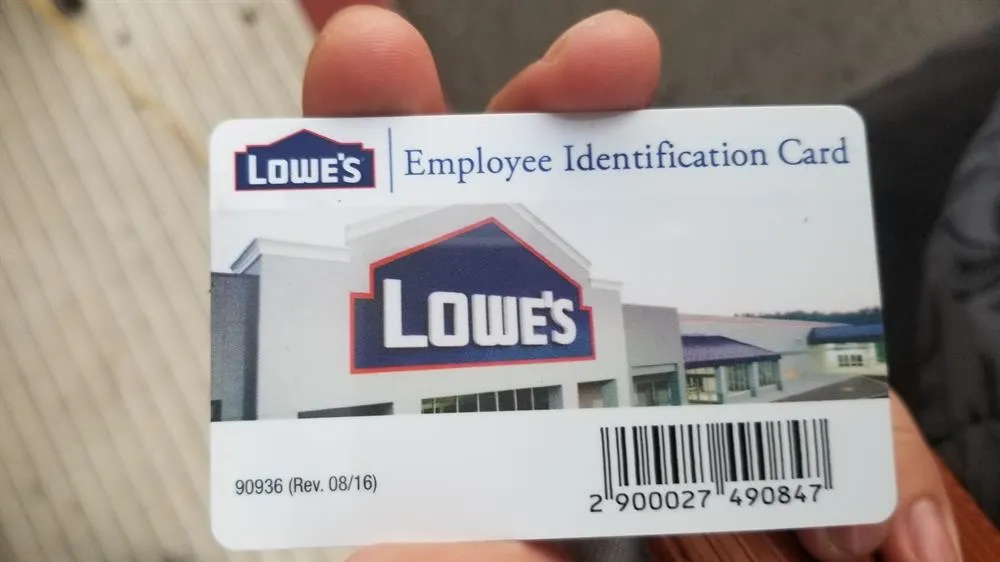 LOWE'S
Employee Identification Card
LOWE'S
90936 (Rev. 08/16)
2 900027 490847